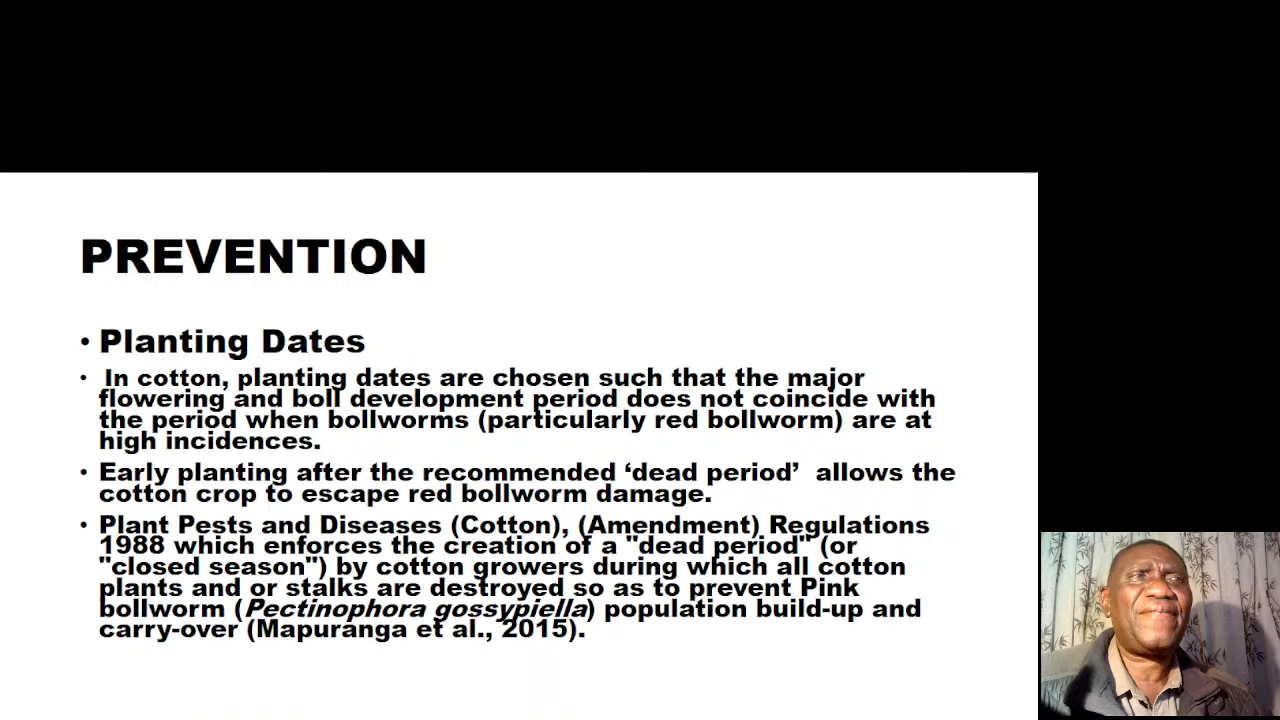 PREVENTION
• Planting Dates
• In cotton, planting dates are chosen such that the major
flowering and boll development period does not coincide with
the period when bollworms (particularly red bollworm) are at
high incidences.
• Early planting after the recommended ‘dead period’ allows the
cotton crop to escape red bollworm damage.
• Plant Pests and Diseases (Cotton), (Amendment) Regulations
1988 which enforces the creation of a "dead period" (or
"closed season") by cotton growers during which all cotton
plants and or stalks are destroyed so as to prevent Pink
bollworm (Pectinophora gossypiella) population build-up and
carry-over (Mapuranga et al., 2015).